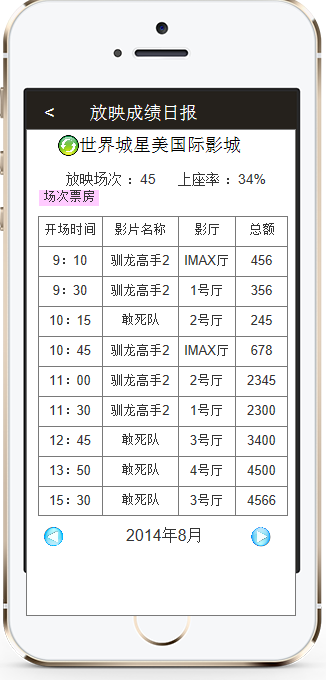 < 放映成绩日报
世界城星美国际影城
放映场次：45 上座率：34%
场次票房
开场时间 影片名称 影厅 总额
9：10 驯龙高手2 IMAX厅 456
9：30 驯龙高手2 1号厅 356
10：15 敢死队 2号厅 245
10：45 驯龙高手2 IMAX厅 678
11：00 驯龙高手2 2号厅 2345
11：30 驯龙高手2 1号厅 2300
12：45 敢死队 3号厅 3400
13：50 敢死队 4号厅 4500
15：30 敢死队 3号厅 4566
2014年8月